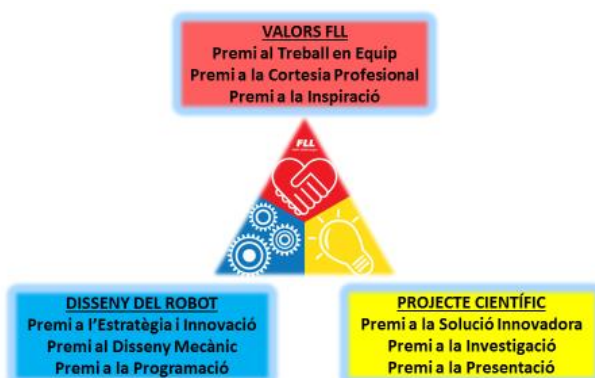 VALORS FLL
Premi al Treball en Equip
Premi a la Cortesia Profesional
Premi a la Inspiració
FLL
DISSENY DEL ROBOT
Premi a l'Estratègia i Innovació
Premi al Disseny Mecànic
Premi a la Programació
PROJECTE CIENTÍFIC
Premi a la Solució Innovadora
Premi a la Investigació
Premi a la Presentació